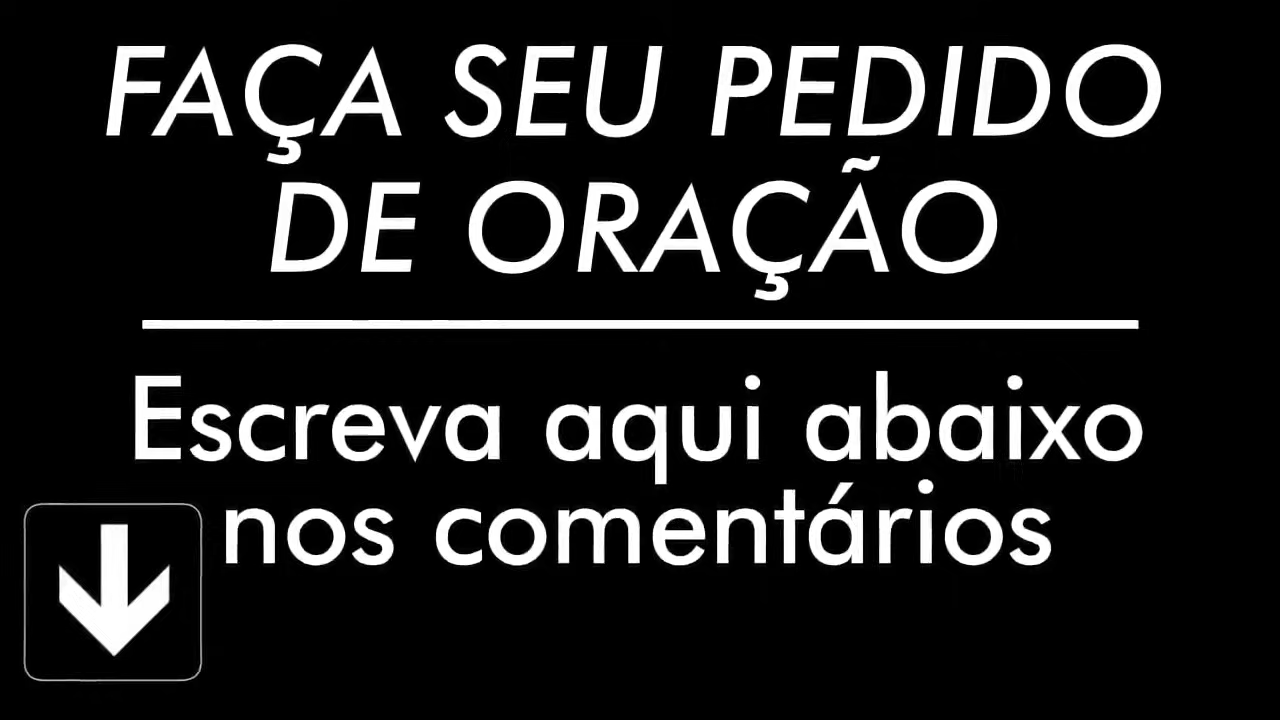 FAÇA SEU PEDIDO
DE ORAÇÃO
Escreva aqui abaixo
nos comentários